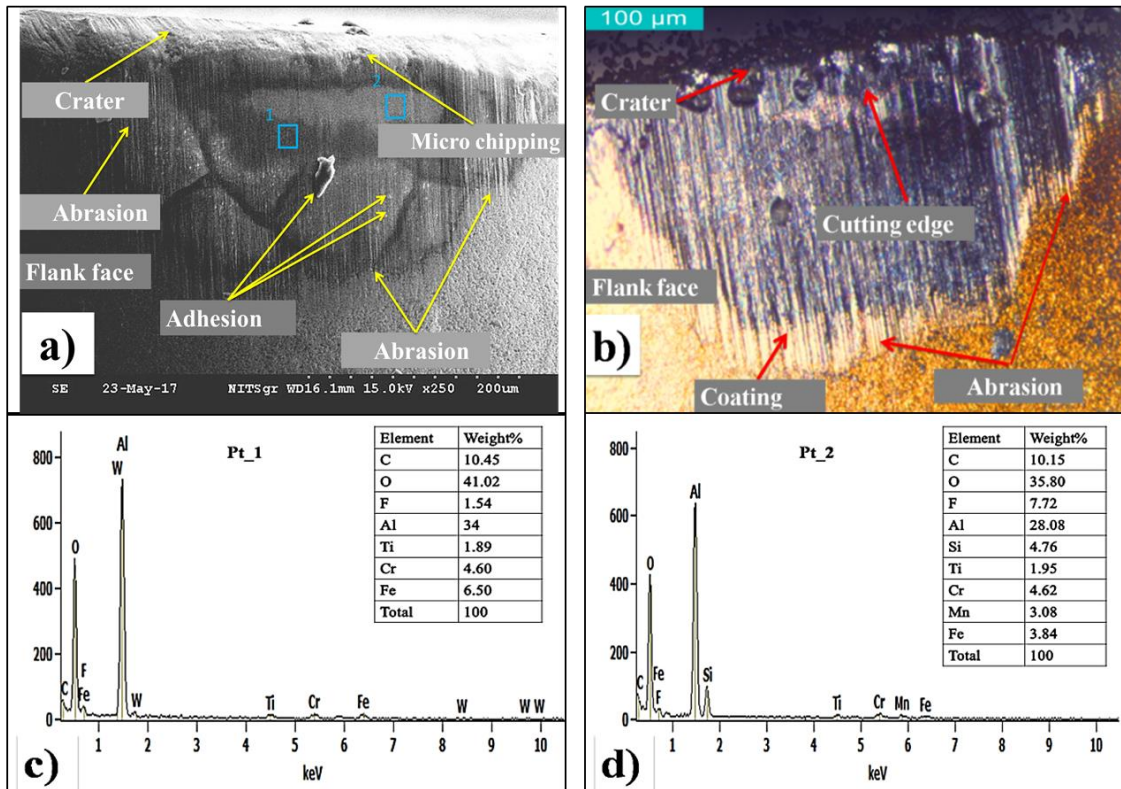 Crater
1
2
Micro chipping
Abrasion
Flank face
Adhesion
Abrasion
a)
SE 23-May-17 NITSgr WD16.1mm 15.0kV x250 200um
100 µm
Crater
Cutting edge
Flank face
Coating
Abrasion
b)
Pt_1
Element Weight%
C 10.45
O 41.02
F 1.54
Al 34
Ti 1.89
Cr 4.60
Fe 6.50
Total 100
800
600
400
200
0
Al
W
O
F
C Fe
W
Ti
Cr
Fe
W
W W
1 2 3 4 5 6 7 8 9 10
keV
c)
Pt_2
Element Weight%
C 10.15
O 35.80
F 7.72
Al 28.08
Si 4.76
Ti 1.95
Cr 4.62
Mn 3.08
Fe 3.84
Total 100
800
600
400
200
0
Al
O
Fe
C F
Si
Ti
Cr
Mn
Fe
1 2 3 4 5 6 7 8 9 10
keV
d)